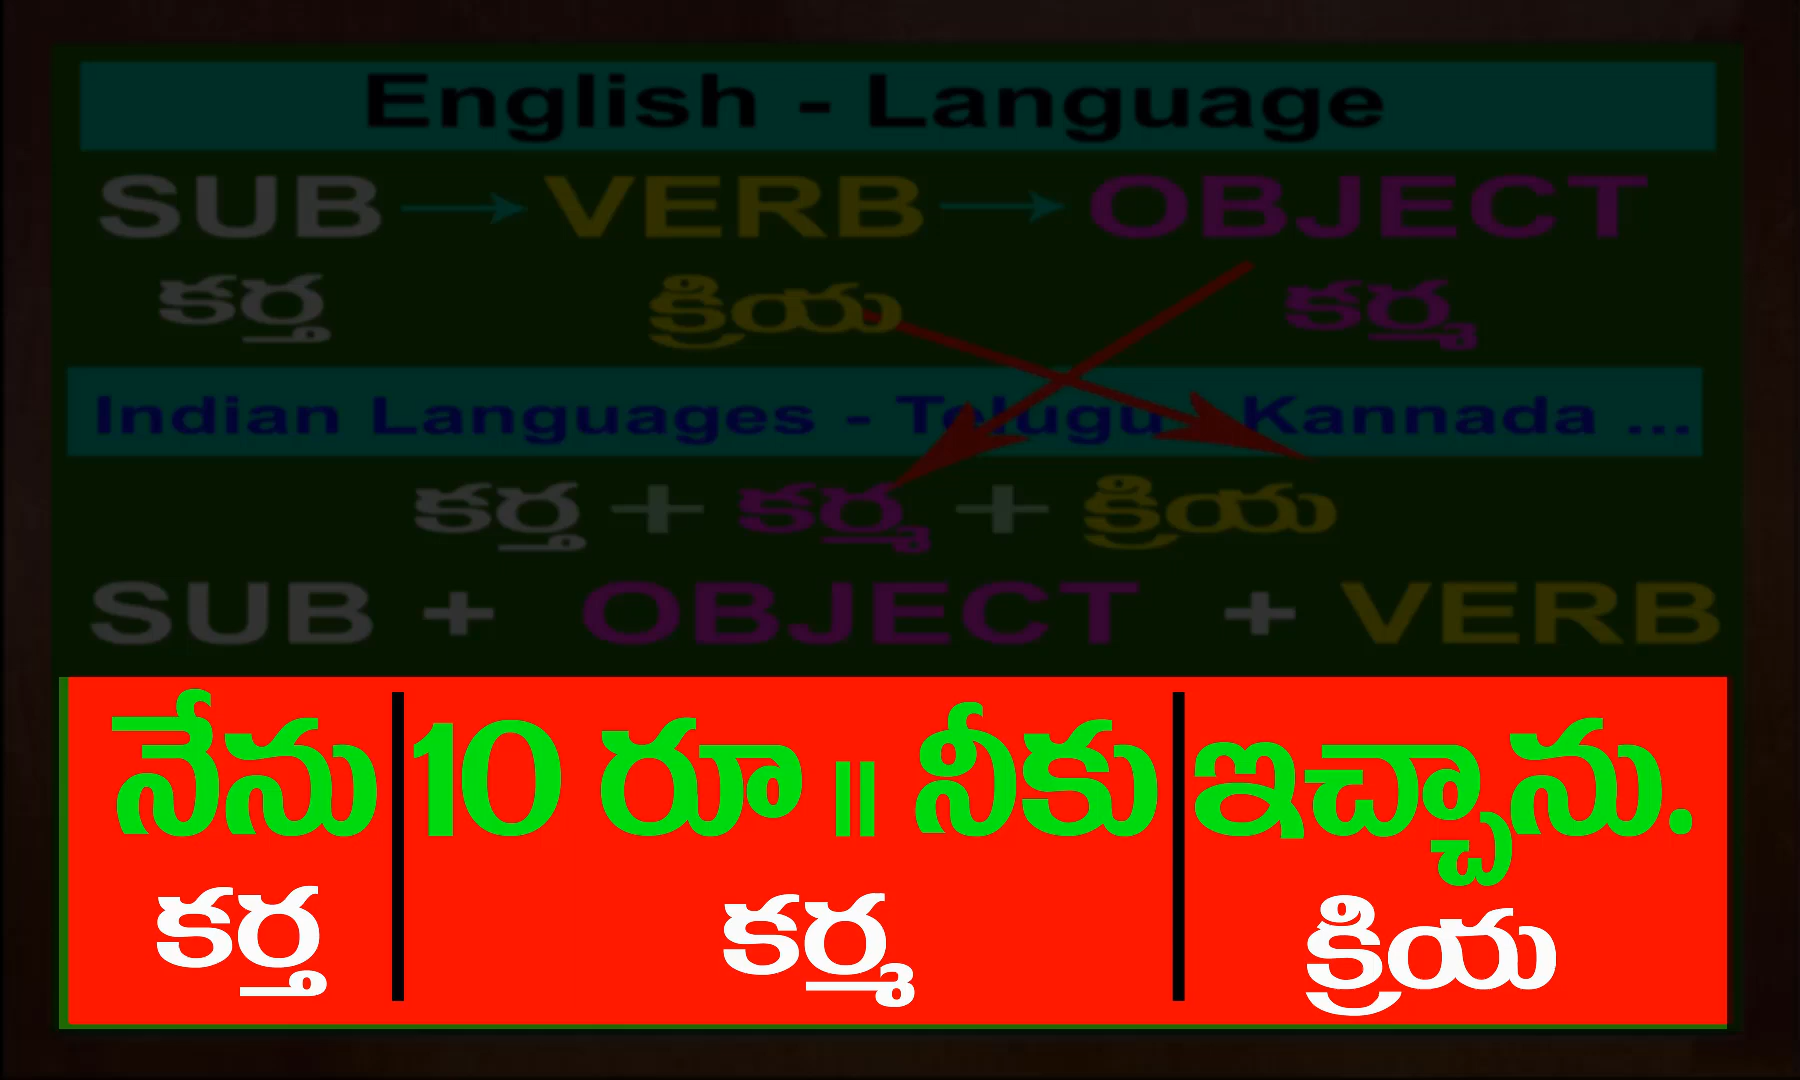 English - Language
SUB → VERB → OBJECT
కర్త క్రియ కర్మ
Indian Languages - Telugu Kannada ...
కర్త + కర్మ + క్రియ
SUB + OBJECT + VERB
నేను 10 రూ॥ నీకు ఇచ్చాను.
కర్త కర్మ క్రియ